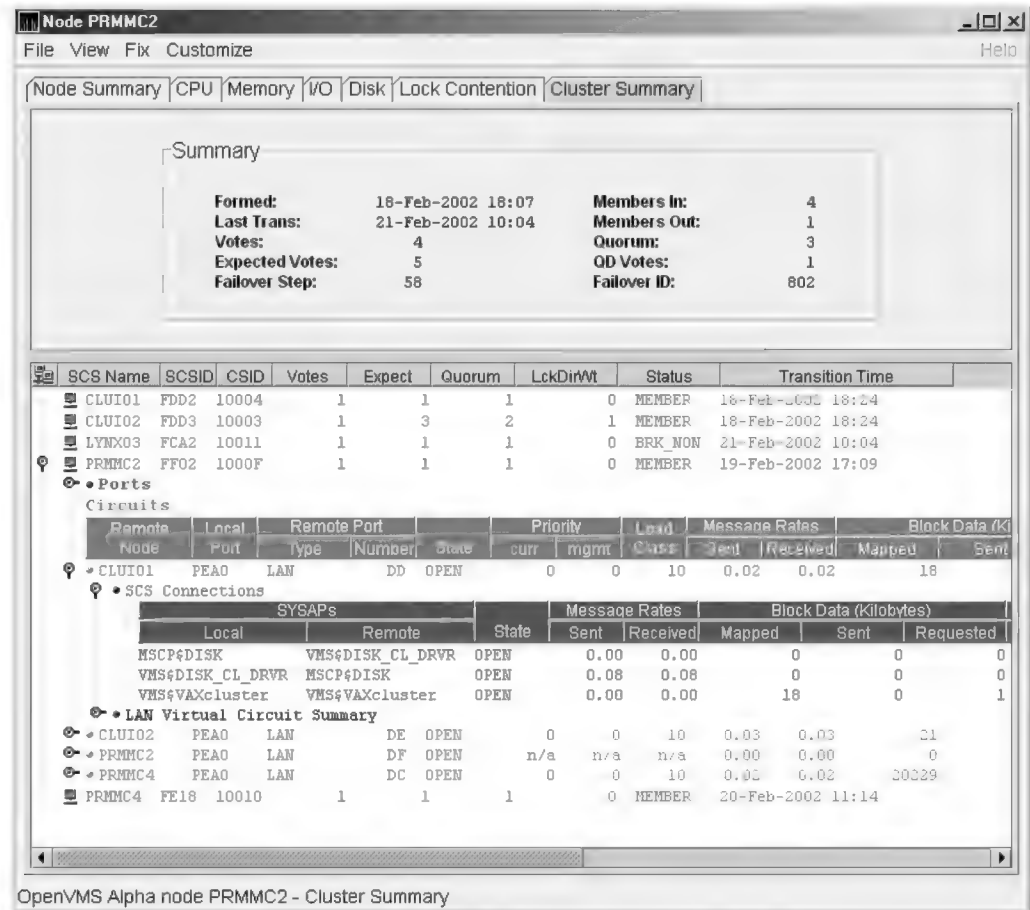 Node PRMMC2
File View Fix Customize Help
Node Summary CPU Memory I/O Disk Lock Contention Cluster Summary
Summary
Formed: 18-Feb-2002 18:07 Members In: 4
Last Trans: 21-Feb-2002 10:04 Members Out: 1
Votes: 4 Quorum: 3
Expected Votes: 5 QD Votes: 1
Failover Step: 58 Failover ID: 802
SCS Name SCSID CSID Votes Expect Quorum LckDirWt Status Transition Time
CLUI01 FDD2 10004 1 1 1 0 MEMBER 18-Feb-2002 18:24
CLUI02 FDD3 10003 1 3 2 1 MEMBER 18-Feb-2002 18:24
LYNX03 FCA2 10011 1 1 1 0 BRK_NON 21-Feb-2002 10:04
PRMMC2 FF02 1000F 1 1 1 0 MEMBER 19-Feb-2002 17:09
Ports
Circuits
Remote Local Remote Port Priority Load Message Rates Block Data (Ki
Node Port Type Number State curr mgmt Class Sent Received Mapped Sent
CLUI01 PEA0 LAN DD OPEN 0 0 10 0.02 0.02 18
SCS Connections
SYSAPs Message Rates Block Data (Kilobytes)
Local Remote State Sent Received Mapped Sent Requested
MSCP$DISK VMS$DISK_CL_DRVR OPEN 0.00 0.00 0 0 0
VMS$DISK_CL_DRVR MSCP$DISK OPEN 0.08 0.08 0 0 0
VMS$VAXcluster VMS$VAXcluster OPEN 0.00 0.00 18 0 1
LAN Virtual Circuit Summary
CLUI02 PEA0 LAN DE OPEN 0 0 10 0.03 0.03 21
PRMMC2 PEA0 LAN DF OPEN n/a n/a n/a 0.00 0.00 0
PRMMC4 PEA0 LAN DC OPEN 0 0 10 0.02
PRMMC4 FE18 10010 1 1 1 0 MEMBER 20-Feb-2002 11:14
OpenVMS Alpha node PRMMC2 - Cluster Summary